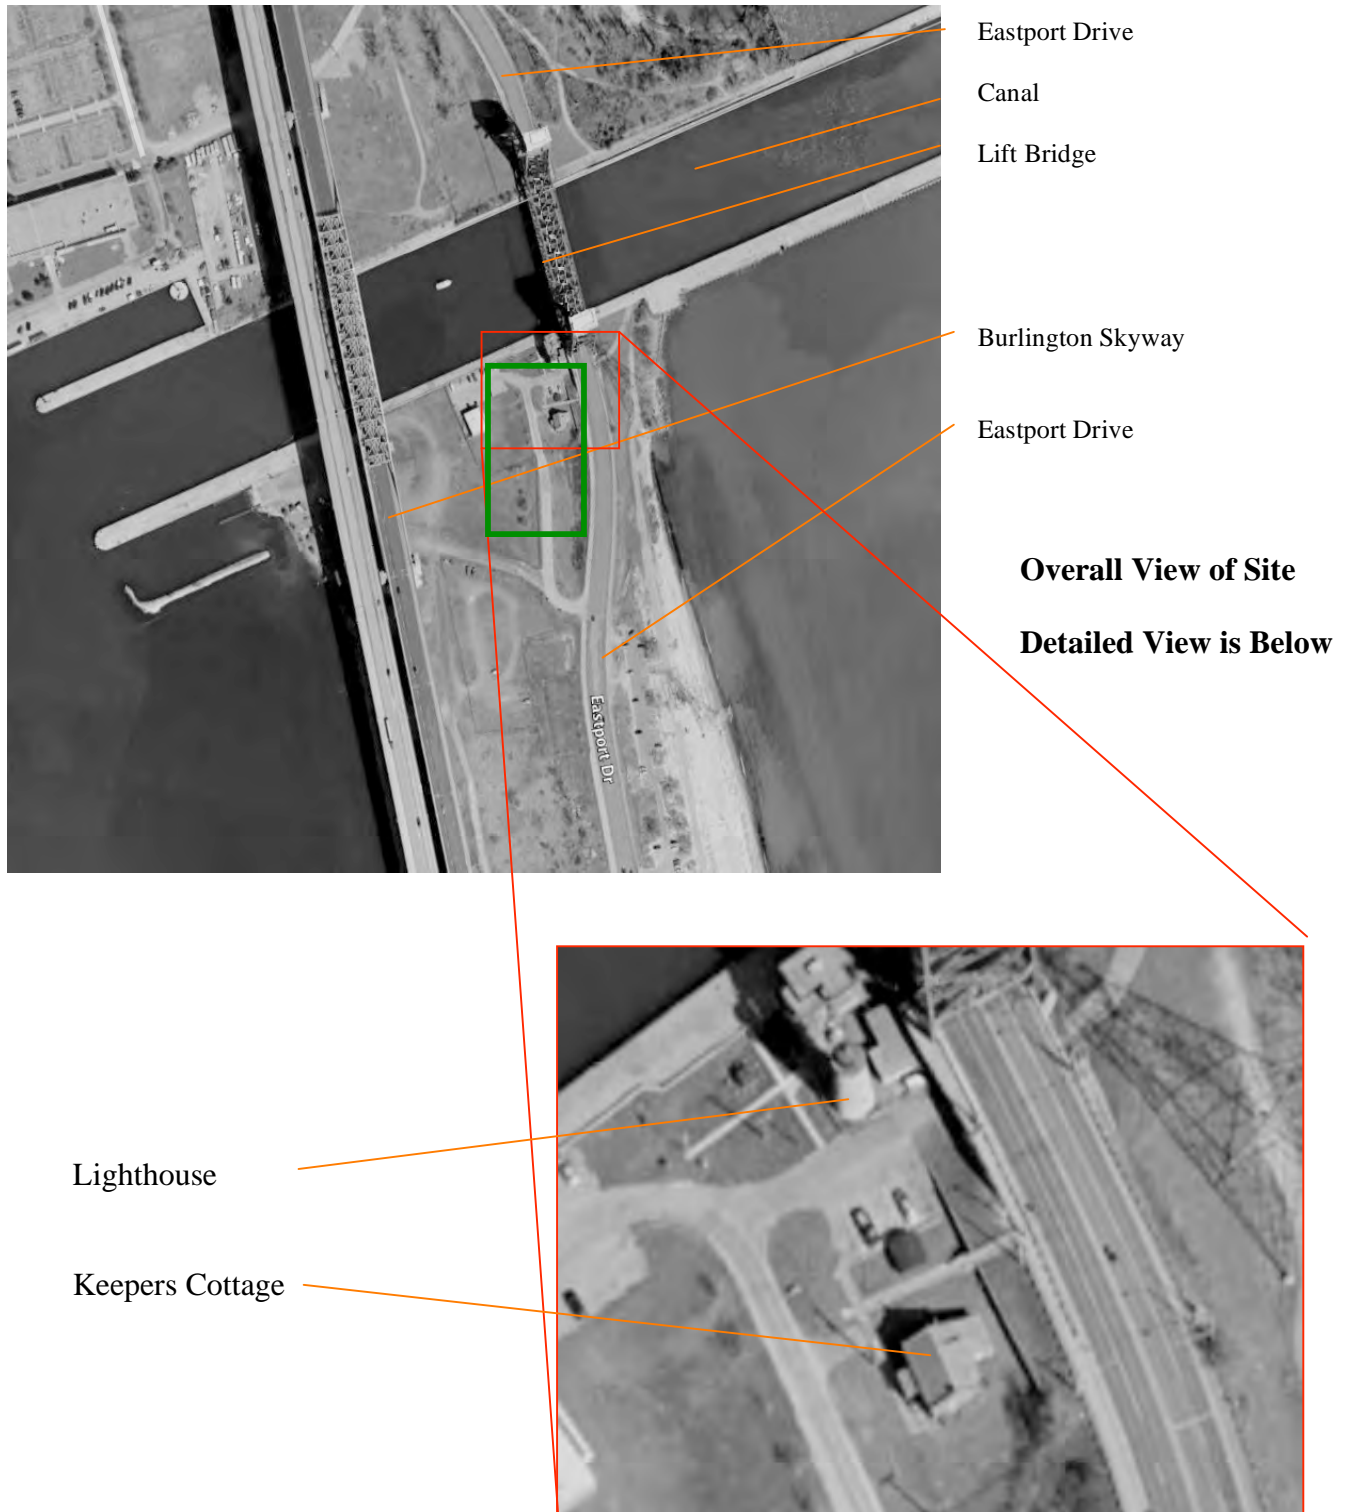 Eastport Drive
Canal
Lift Bridge
Burlington Skyway
Eastport Drive
Overall View of Site
Detailed View is Below
Eastport Dr
Lighthouse
Keepers Cottage